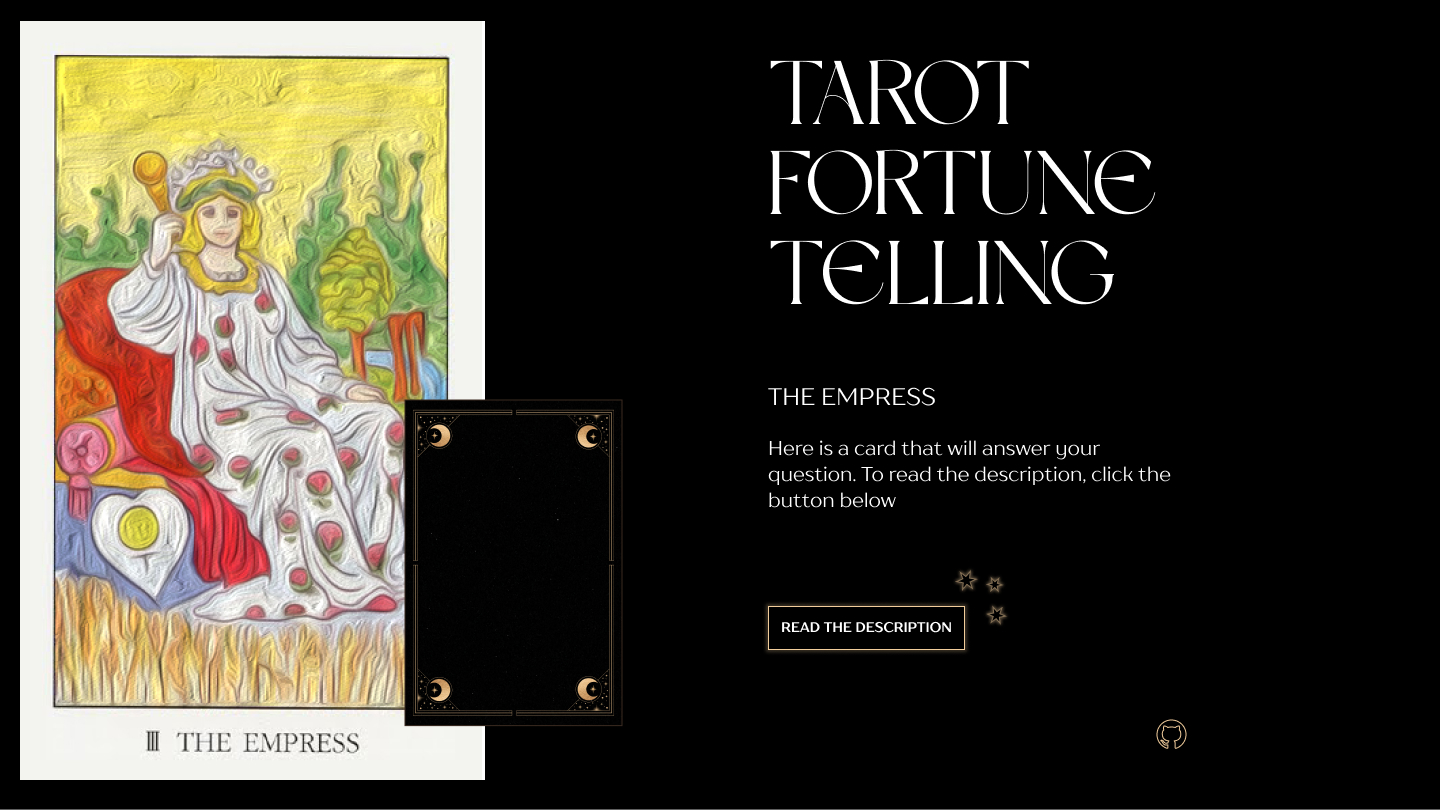 TAROT
FORTUNE
TELLING
THE EMPRESS
Here is a card that will answer your
question. To read the description, click the
button below
READ THE DESCRIPTION
III THE EMPRESS